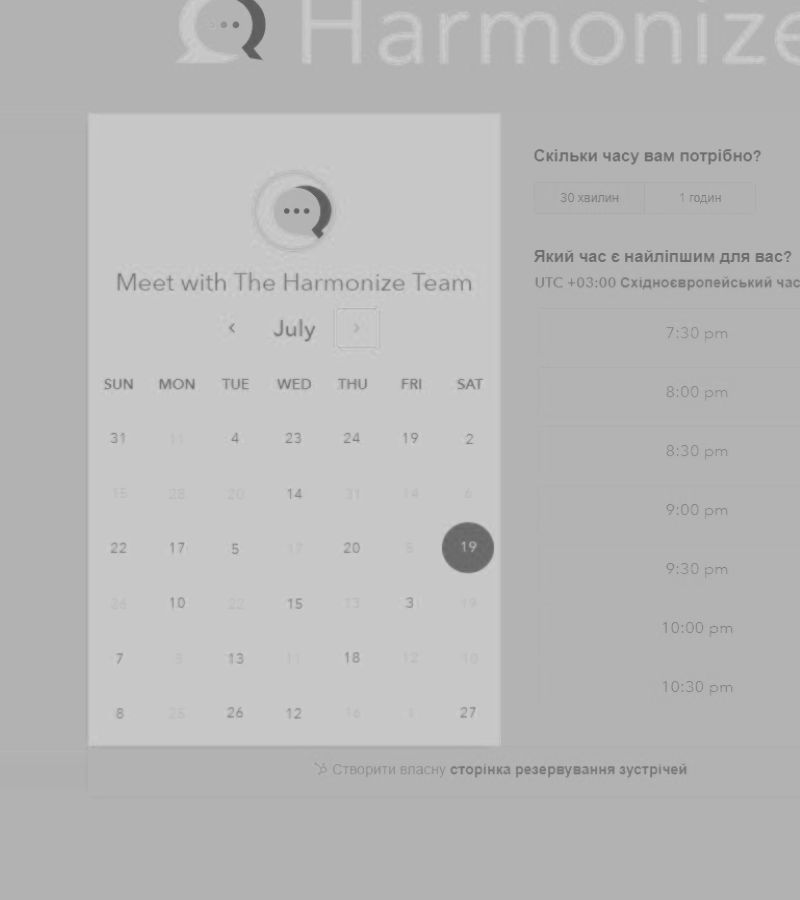 Harmonize
Meet with The Harmonize Team
July
SUN MON TUE WED THU FRI SAT
31 11 4 23 24 19 2
15 28 20 14 31 14 6
22 17 5 17 20 5 19
26 10 22 15 13 3 19
7 3 13 11 18 12 10
8 25 26 12 16 1 27
Скільки часу вам потрібно?
30 хвилин 1 годин
Який час є найліпшим для вас?
UTC +03:00 Східноєвропейський час
7:30 pm
8:00 pm
8:30 pm
9:00 pm
9:30 pm
10:00 pm
10:30 pm
Створити власну сторінка резервування зустрічей